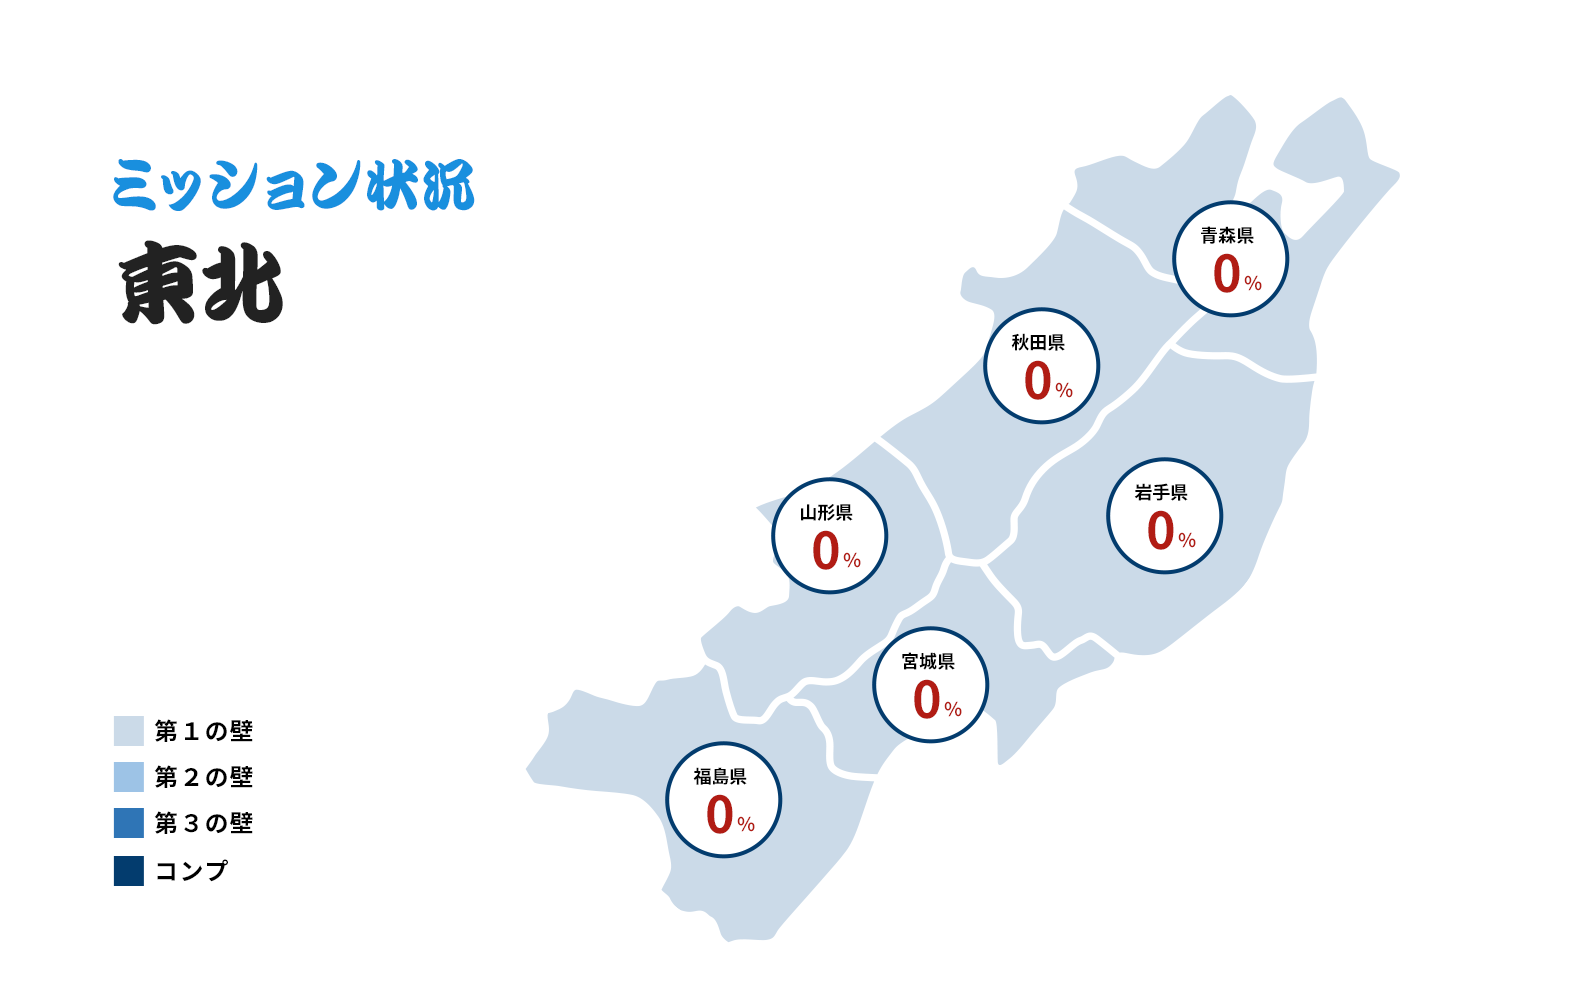 ミッション状況
東北
青森県
0%
秋田県
0%
岩手県
0%
山形県
0%
宮城県
0%
福島県
0%
第１の壁
第２の壁
第３の壁
コンプ